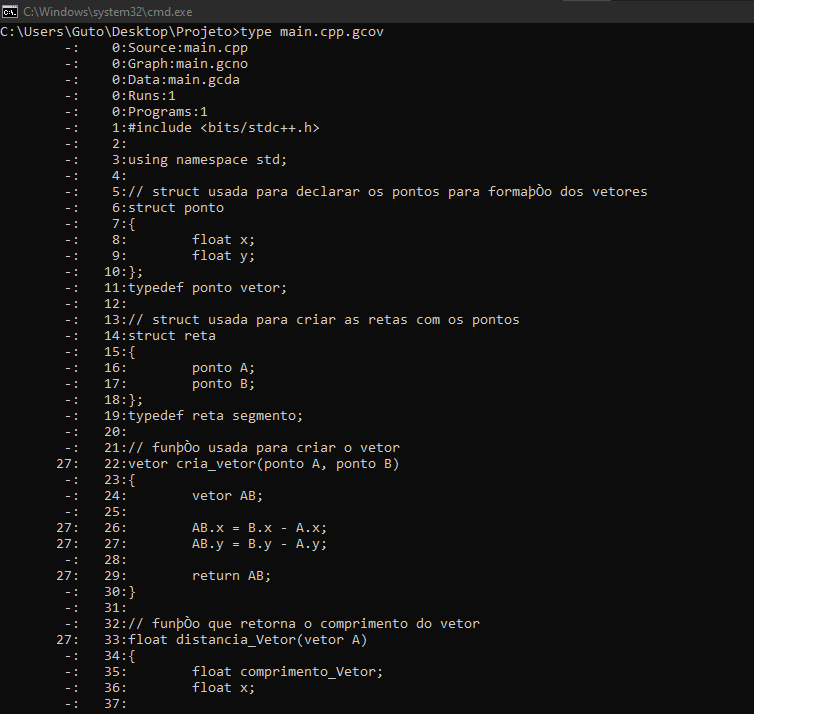 C:\Windows\system32\cmd.exe
C:\Users\Guto\Desktop\Projeto>type main.cpp.gcov
        -:    0:Source:main.cpp
        -:    0:Graph:main.gcno
        -:    0:Data:main.gcda
        -:    0:Runs:1
        -:    0:Programs:1
        -:    1:#include <bits/stdc++.h>
        -:    2:
        -:    3:using namespace std;
        -:    4:
        -:    5:// struct usada para declarar os pontos para formaþÒo dos vetores
        -:    6:struct ponto
        -:    7:{
        -:    8:        float x;
        -:    9:        float y;
        -:   10:};
        -:   11:typedef ponto vetor;
        -:   12:
        -:   13:// struct usada para criar as retas com os pontos
        -:   14:struct reta
        -:   15:{
        -:   16:        ponto A;
        -:   17:        ponto B;
        -:   18:};
        -:   19:typedef reta segmento;
        -:   20:
        -:   21:// funþÒo usada para criar o vetor
       27:   22:vetor cria_vetor(ponto A, ponto B)
        -:   23:{
        -:   24:        vetor AB;
        -:   25:
       27:   26:        AB.x = B.x - A.x;
       27:   27:        AB.y = B.y - A.y;
        -:   28:
       27:   29:        return AB;
        -:   30:}
        -:   31:
        -:   32:// funþÒo que retorna o comprimento do vetor
       27:   33:float distancia_Vetor(vetor A)
        -:   34:{
        -:   35:        float comprimento_Vetor;
        -:   36:        float x;
        -:   37: